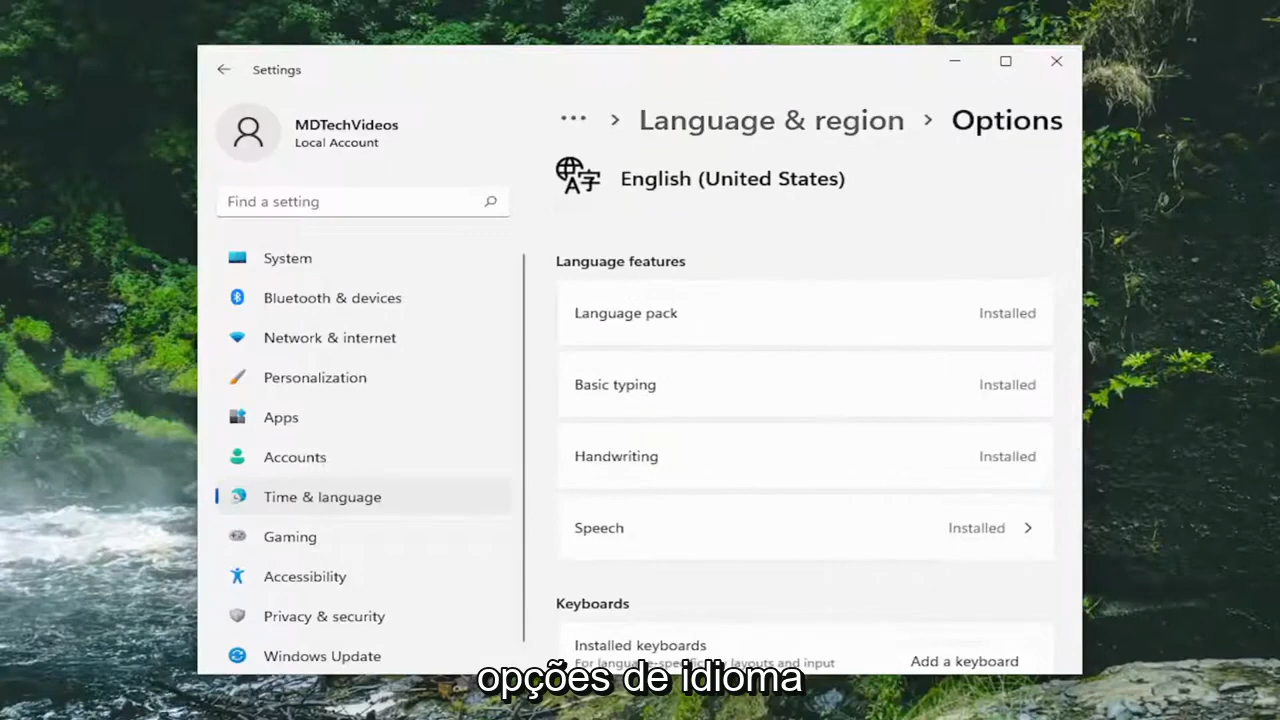 Settings
MDTechVideos
Local Account
Find a setting
System
Bluetooth & devices
Network & internet
Personalization
Apps
Accounts
Time & language
Gaming
Accessibility
Privacy & security
Windows Update
··· > Language & region > Options
English (United States)
Language features
Language pack Installed
Basic typing Installed
Handwriting Installed
Speech Installed
Keyboards
Installed keyboards
For language-specific key layouts and input
Add a keyboard
opções de idioma